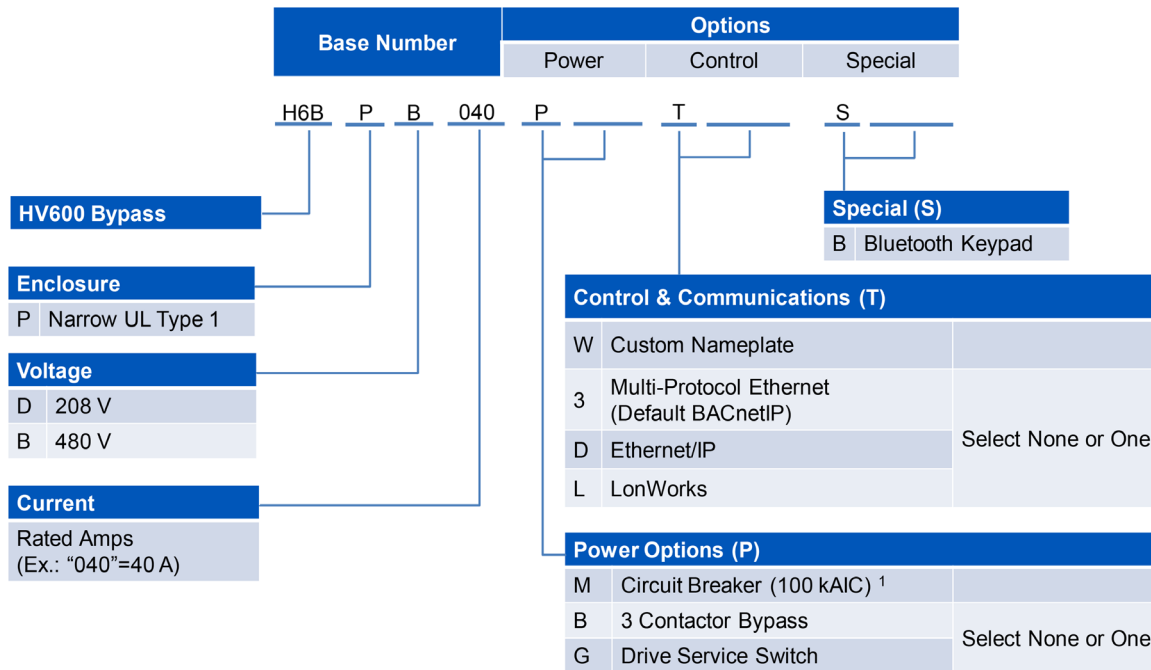 Base Number
Options
Power Control Special
H6B P B 040 P T S
HV600 Bypass
Special (S)
B Bluetooth Keypad
Enclosure
P Narrow UL Type 1
Control & Communications (T)
W Custom Nameplate
3 Multi-Protocol Ethernet
(Default BACnetIP)
D Ethernet/IP
L LonWorks
Select None or One
Voltage
D 208 V
B 480 V
Current
Rated Amps
(Ex.: “040”=40 A)
Power Options (P)
M Circuit Breaker (100 kAIC) ¹
B 3 Contactor Bypass
G Drive Service Switch
Select None or One